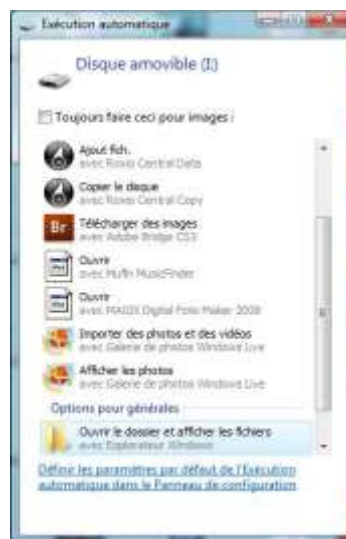 Exécution automatique
Disque amovible (I:)
Toujours faire ceci pour images :
Ajout fich.
avec Roxio Central Data
Copier le disque
avec Roxio Central Copy
Br
Télécharger des images
avec Adobe Bridge CS3
Ouvrir
avec Mufin MusicFinder
Ouvrir
avec MAGIX Digital Foto Maker 2008
Importer des photos et des vidéos
avec Galerie de photos Windows Live
Afficher les photos
avec Galerie de photos Windows Live
Options pour générales
Ouvrir le dossier et afficher les fichiers
avec Explorateur Windows
Définir les paramètres par défaut de l'Exécution
automatique dans le Panneau de configuration